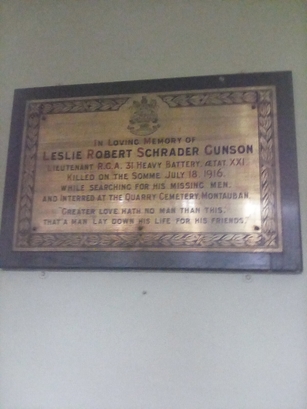 IN LOVING MEMORY OF
LESLIE ROBERT SCHRADER GUNSON
LIEUTENANT R.G.A. 31 HEAVY BATTERY, ÆTAT XXI
KILLED ON THE SOMME JULY 18, 1916,
WHILE SEARCHING FOR HIS MISSING MEN
AND INTERRED AT THE QUARRY CEMETERY, MONTAUBAN.
"GREATER LOVE HATH NO MAN THAN THIS,
THAT A MAN LAY DOWN HIS LIFE FOR HIS FRIENDS."